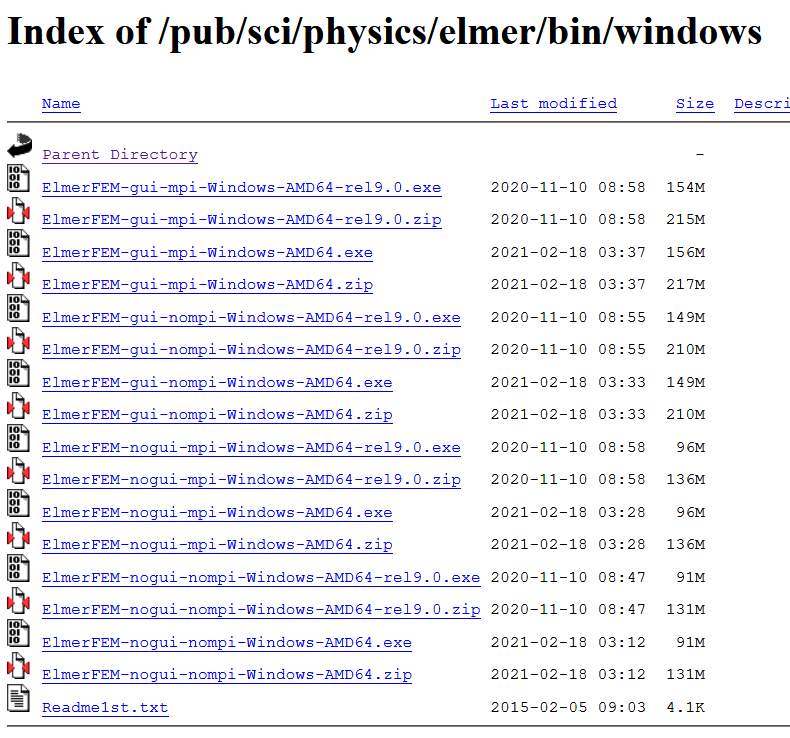 Index of /pub/sci/physics/elmer/bin/windows
Name Last modified Size Descri
Parent Directory -
ElmerFEM-gui-mpi-Windows-AMD64-rel9.0.exe 2020-11-10 08:58 154M
ElmerFEM-gui-mpi-Windows-AMD64-rel9.0.zip 2020-11-10 08:58 215M
ElmerFEM-gui-mpi-Windows-AMD64.exe 2021-02-18 03:37 156M
ElmerFEM-gui-mpi-Windows-AMD64.zip 2021-02-18 03:37 217M
ElmerFEM-gui-nompi-Windows-AMD64-rel9.0.exe 2020-11-10 08:55 149M
ElmerFEM-gui-nompi-Windows-AMD64-rel9.0.zip 2020-11-10 08:55 210M
ElmerFEM-gui-nompi-Windows-AMD64.exe 2021-02-18 03:33 149M
ElmerFEM-gui-nompi-Windows-AMD64.zip 2021-02-18 03:33 210M
ElmerFEM-nogui-mpi-Windows-AMD64-rel9.0.exe 2020-11-10 08:58 96M
ElmerFEM-nogui-mpi-Windows-AMD64-rel9.0.zip 2020-11-10 08:58 136M
ElmerFEM-nogui-mpi-Windows-AMD64.exe 2021-02-18 03:28 96M
ElmerFEM-nogui-mpi-Windows-AMD64.zip 2021-02-18 03:28 136M
ElmerFEM-nogui-nompi-Windows-AMD64-rel9.0.exe 2020-11-10 08:47 91M
ElmerFEM-nogui-nompi-Windows-AMD64-rel9.0.zip 2020-11-10 08:47 131M
ElmerFEM-nogui-nompi-Windows-AMD64.exe 2021-02-18 03:12 91M
ElmerFEM-nogui-nompi-Windows-AMD64.zip 2021-02-18 03:12 131M
Readme1st.txt 2015-02-05 09:03 4.1K